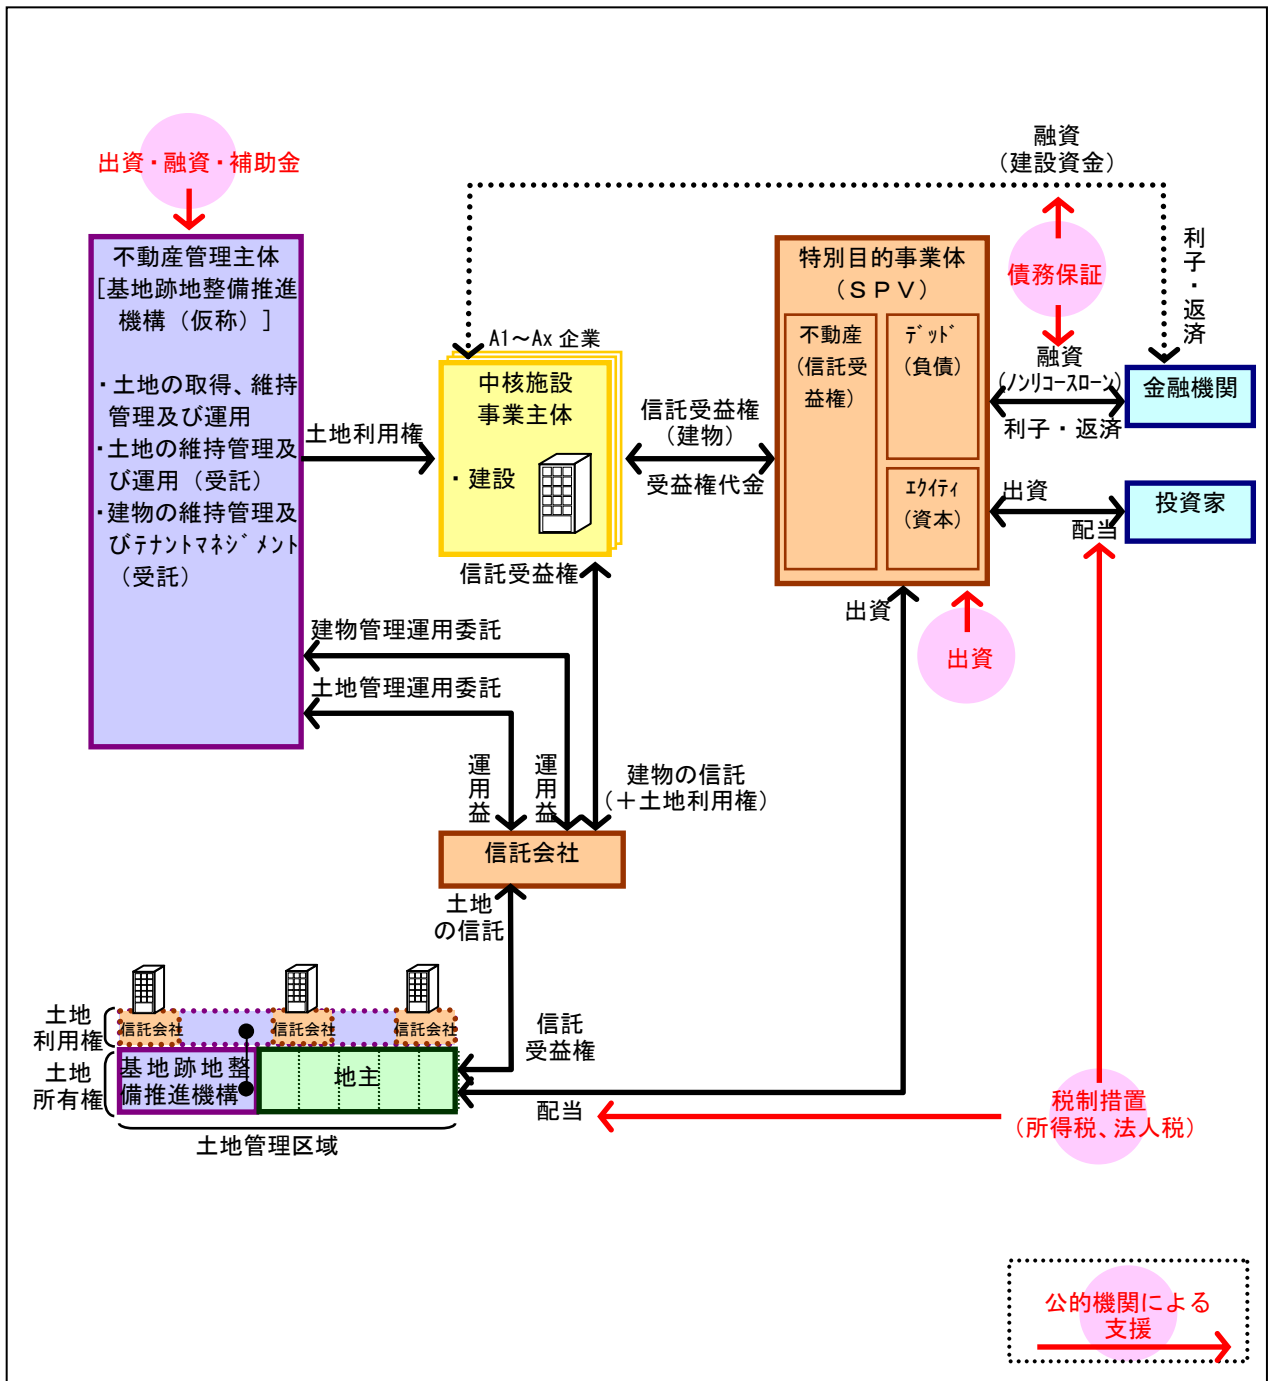 出資・融資・補助金
不動産管理主体
[基地跡地整備推進
機構（仮称）]
・土地の取得、維持
管理及び運用
・土地の維持管理及
び運用（受託）
・建物の維持管理及
びﾃﾅﾝﾄﾏﾈｼﾞﾒﾝﾄ
（受託）
融資
（建設資金）
利子・返済
債務保証
特別目的事業体
（ＳＰＶ）
不動産
(信託受
益権)
ﾃﾞｯﾄﾞ
(負債)
ｴｸｲﾃｨ
(資本)
融資
(ﾉﾝﾘｺｰｽﾛｰﾝ)
利子・返済
金融機関
出資
配当
投資家
A1～Ax 企業
中核施設
事業主体
・建設
土地利用権
信託受益権
（建物）
受益権代金
信託受益権
出資
出資
建物管理運用委託
土地管理運用委託
運用益
運用益
建物の信託
（＋土地利用権）
信託会社
土地
の信託
信託
受益権
土地
利用権
信託会社
信託会社
信託会社
土地
所有権
基地跡地整
備推進機構
地主
配当
土地管理区域
税制措置
（所得税、法人税）
公的機関による
支援